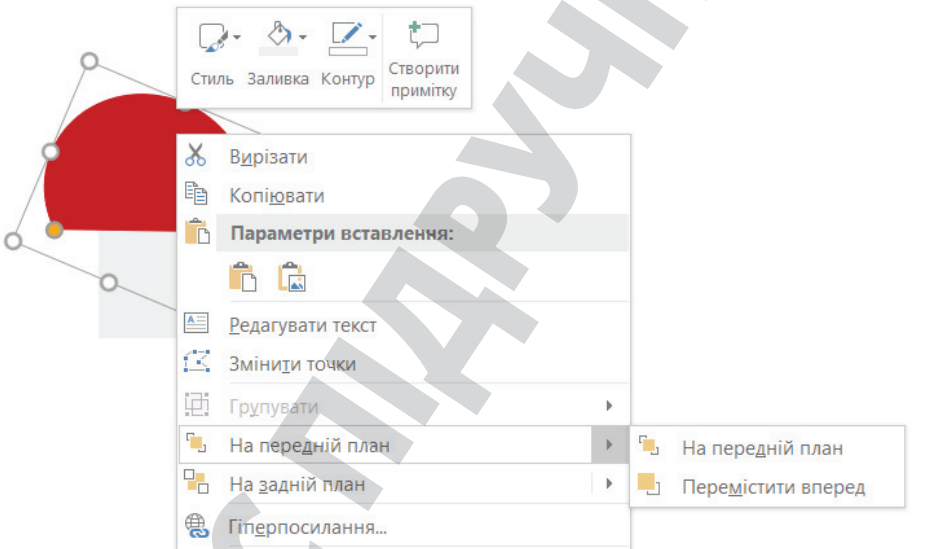 Стиль Заливка Контур Створити примітку
Вирізати
Копіювати
Параметри вставлення:
Редагувати текст
Змінити точки
Групувати
На передній план
На передній план
Перемістити вперед
На задній план
Гіперпосилання...
ПІДРУЧН